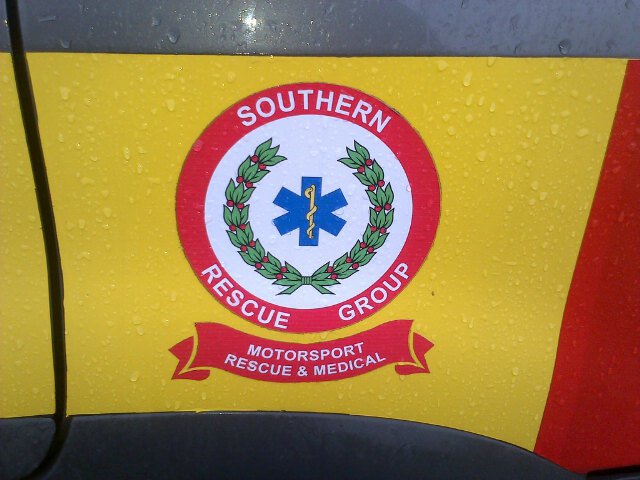 SOUTHERN
RESCUE GROUP
MOTORSPORT
RESCUE & MEDICAL